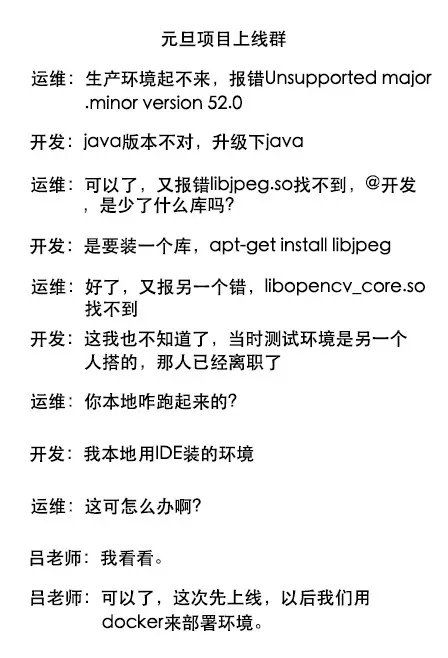 元旦项目上线群
运维：生产环境起不来，报错Unsupported major
.minor version 52.0
开发：java版本不对，升级下java
运维：可以了，又报错libjpeg.so找不到，@开发
，是少了什么库吗？
开发：是要装一个库，apt-get install libjpeg
运维：好了，又报另一个错，libopencv_core.so
找不到
开发：这我也不知道了，当时测试环境是另一个
人搭的，那人已经离职了
运维：你本地咋跑起来的？
开发：我本地用IDE装的环境
运维：这可怎么办啊？
吕老师：我看看。
吕老师：可以了，这次先上线，以后我们用
docker来部署环境。